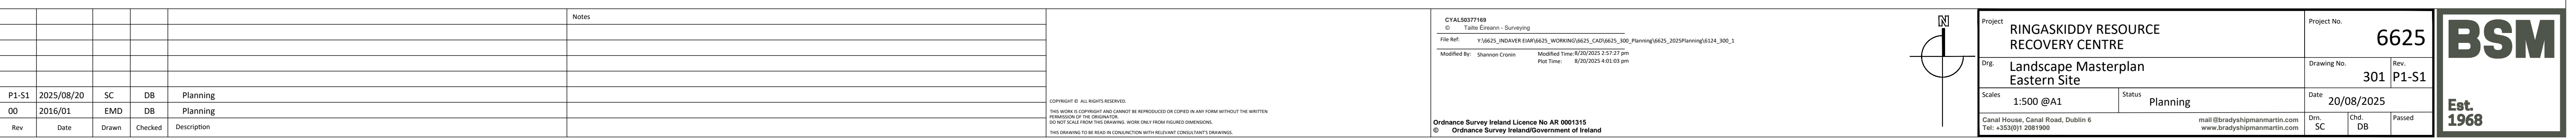 P1-S1 2025/08/20 SC DB Planning
00 2016/01 EMD DB Planning
Rev Date Drawn Checked Description
Notes
COPYRIGHT © ALL RIGHTS RESERVED.
THIS WORK IS COPYRIGHT AND CANNOT BE REPRODUCED OR COPIED IN ANY FORM WITHOUT THE WRITTEN
PERMISSION OF THE ORIGINATOR.
DO NOT SCALE FROM THIS DRAWING. WORK ONLY FROM FIGURED DIMENSIONS.
THIS DRAWING TO BE READ IN CONJUNCTION WITH RELEVANT CONSULTANT'S DRAWINGS.
CYAL50377169
© Tailte Éireann - Surveying
File Ref: Y:\6625_INDAVER EIAR\6625_WORKING\6625_CAD\6625_300_Planning\6625_2025Planning\6124_300_1
Modified By: Shannon Cronin Modified Time: 8/20/2025 2:57:27 pm
Plot Time: 8/20/2025 4:01:03 pm
Ordnance Survey Ireland Licence No AR 0001315
© Ordnance Survey Ireland/Government of Ireland
N
Project
RINGASKIDDY RESOURCE
RECOVERY CENTRE
Project No.
6625
Drg.
Landscape Masterplan
Eastern Site
Drawing No.
301
Rev.
P1-S1
Scales
1:500 @A1
Status
Planning
Date
20/08/2025
Canal House, Canal Road, Dublin 6
Tel: +353(0)1 2081900
mail@bradyshipmanmartin.com
www.bradyshipmanmartin.com
Drn.
SC
Chd.
DB
Passed
BSM
Est.
1968